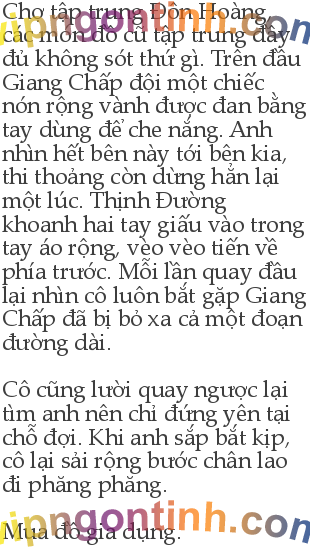 Chợ tập trung Đôn Hoàng,
các món đồ cũ tập trung đầy
đủ không sót thứ gì. Trên đầu
Giang Chấp đội một chiếc
nón rộng vành được đan bằng
tay dùng để che nắng. Anh
nhìn hết bên này tới bên kia,
thi thoảng còn dừng hẳn lại
một lúc. Thịnh Đường
khoanh hai tay giấu vào trong
tay áo rộng, vèo vèo tiến về
phía trước. Mỗi lần quay đầu
lại nhìn cô luôn bắt gặp Giang
Chấp đã bị bỏ xa cả một đoạn
đường dài.
Cô cũng lười quay ngược lại
tìm anh nên chỉ đứng yên tại
chỗ đợi. Khi anh sắp bắt kịp,
cô lại sải rộng bước chân lao
đi phăng phăng.
Mua đồ gia dụng.
vipngontinh.com
vipngontinh.com